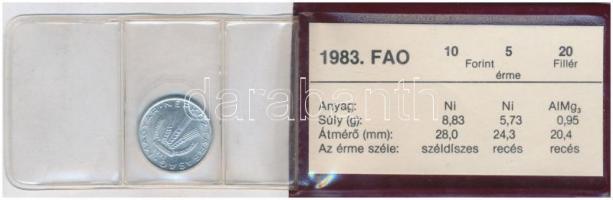 1983. FAO 10 5 20
Forint Fillér
érme
Anyag: Ni Ni AlMg₃
Súly (g): 8,83 5,73 0,95
Átmérő (mm): 28,0 24,3 20,4
Az érme széle: széldíszes recés recés
darabanth